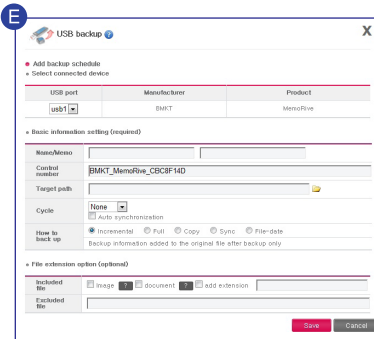 E
USB backup ?
X
Add backup schedule
Select connected device
USB port Manufacturer Product
usb1 BMKT MemoRive
Basic information setting (required)
Name/Memo
Control number BMKT_MemoRive_CBC8F14D
Target path
Cycle None
Auto synchronization
How to back up Incremental Full Copy Sync File-date
Backup information added to the original file after backup only
File extension option (optional)
Included file image ? document ? add extension
Excluded file
Save Cancel